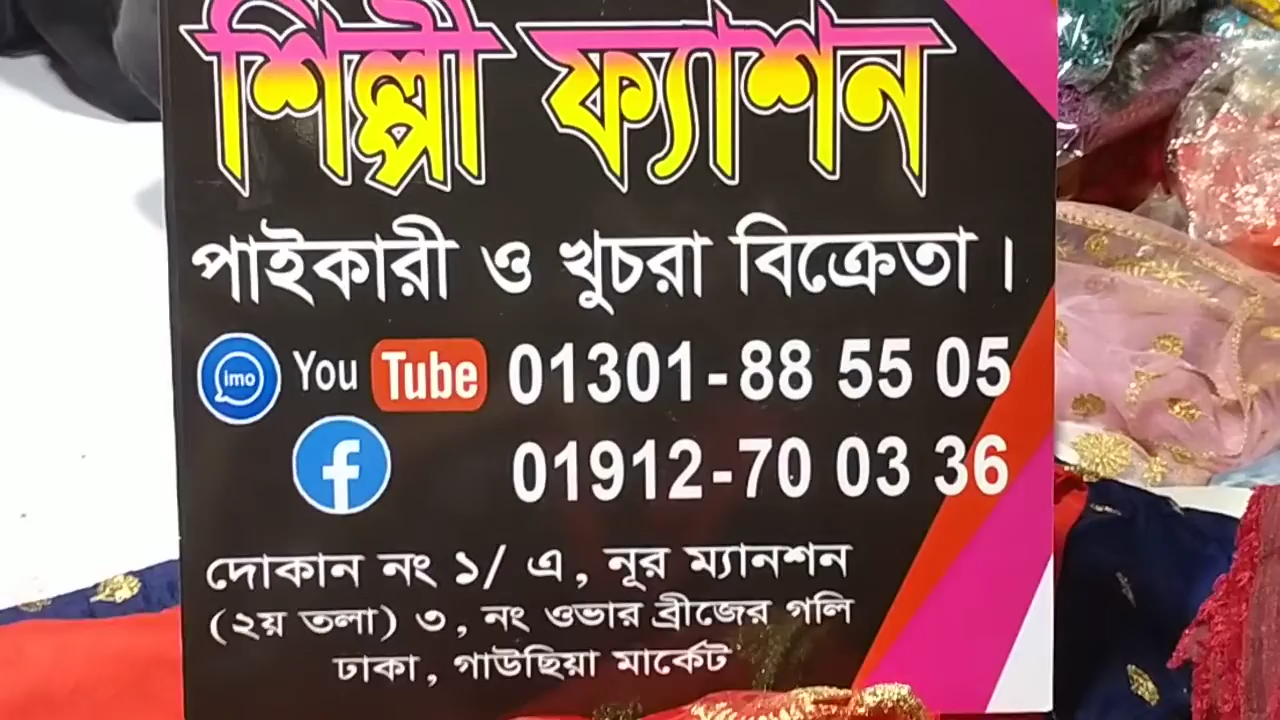 শিল্পী ফ্যাশন
পাইকারী ও খুচরা বিক্রেতা।
imo You Tube 01301-88 55 05
f 01912-70 03 36
দোকান নং ১/ এ, নূর ম্যানশন
(২য় তলা) ৩, নং ওভার ব্রীজের গলি
ঢাকা, গাউছিয়া মার্কেট